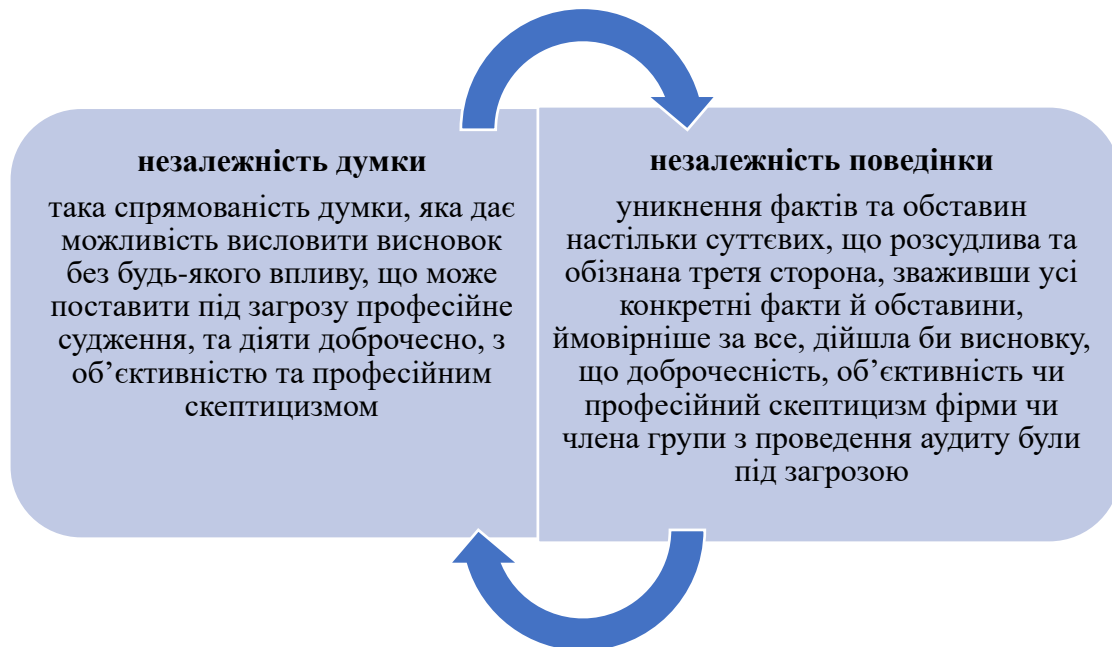 незалежність думки
така спрямованість думки, яка дає
можливість висловити висновок
без будь-якого впливу, що може
поставити під загрозу професійне
судження, та діяти доброчесно, з
об’єктивністю та професійним
скептицизмом
незалежність поведінки
уникнення фактів та обставин
настільки суттєвих, що розсудлива та
обізнана третя сторона, зваживши усі
конкретні факти й обставини,
ймовірніше за все, дійшла би висновку,
що доброчесність, об’єктивність чи
професійний скептицизм фірми чи
члена групи з проведення аудиту були
під загрозою